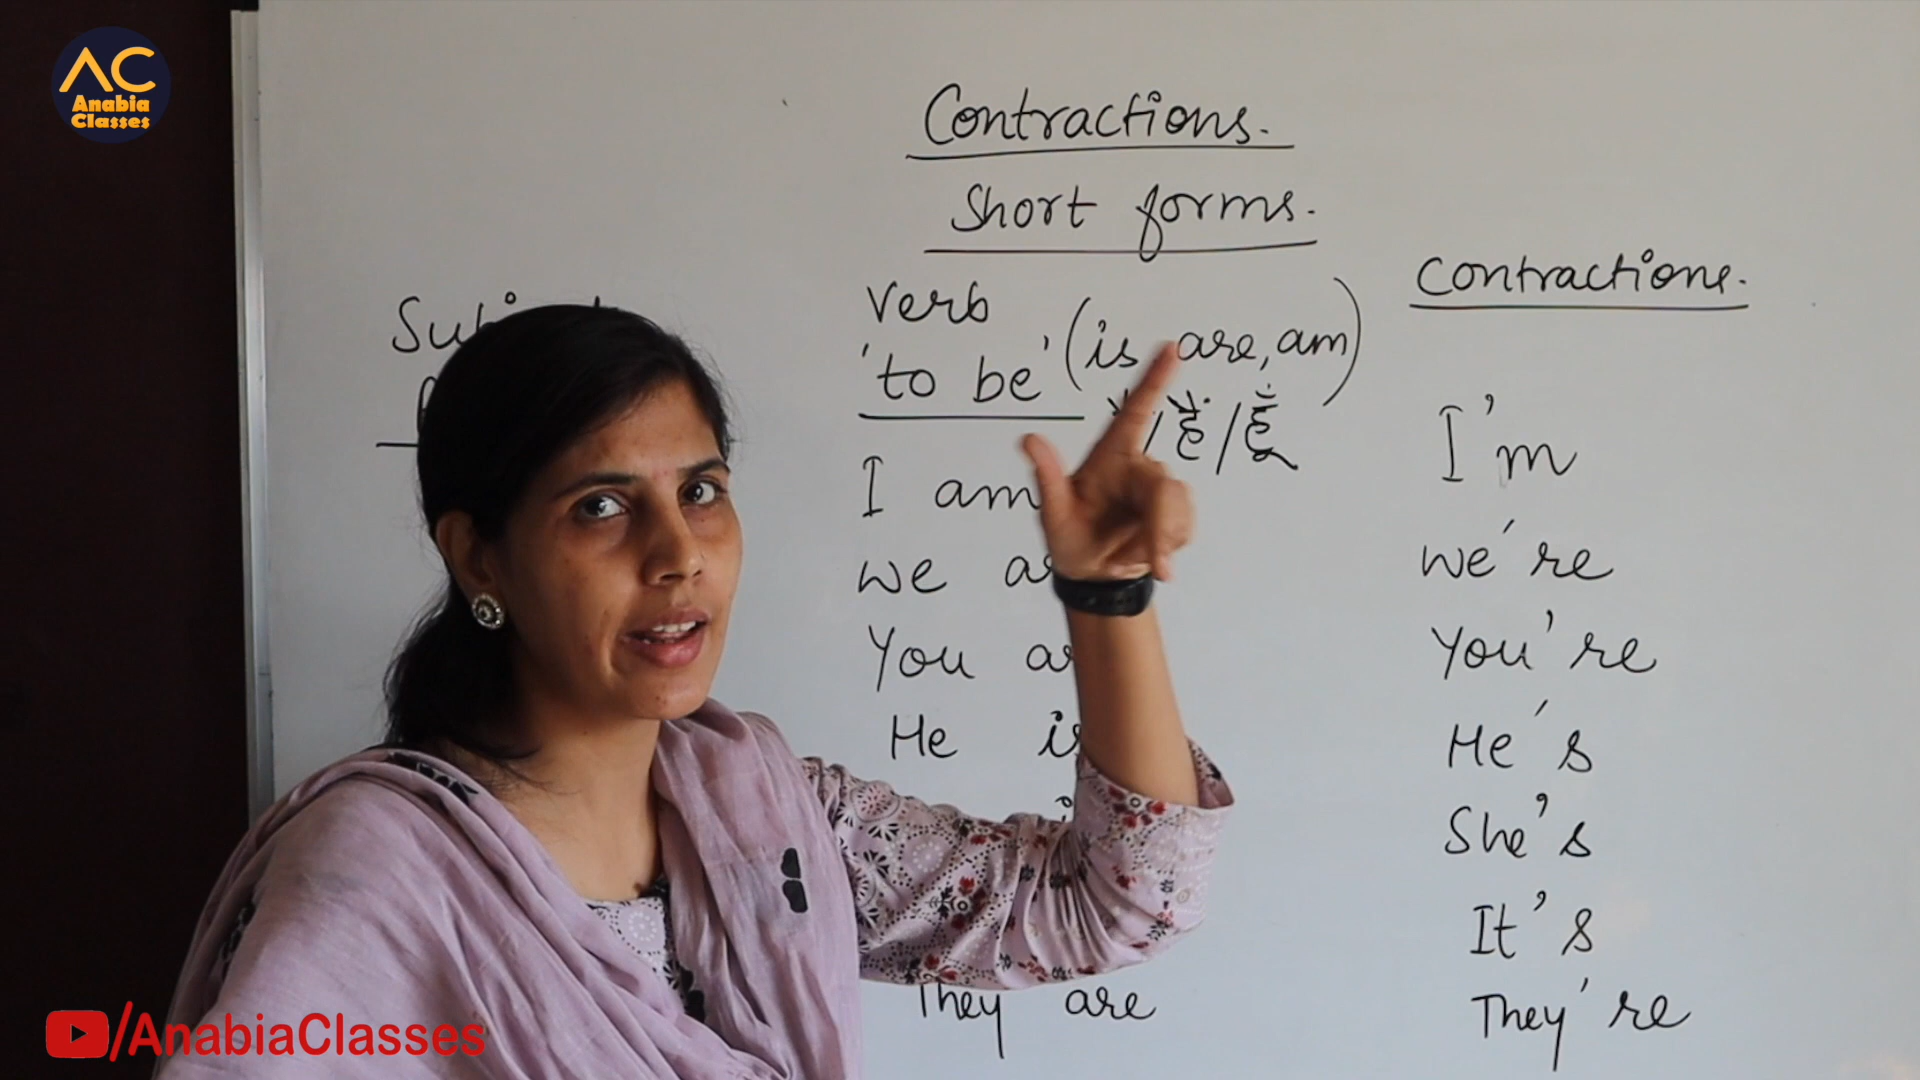 AC
Anabia
Classes
Contractions.
Short forms.
Verb
'to be' (is are, am)
/हैं/हूँ
Contractions.
I am
I'm
we
we're
You
You're
He is
He's
She's
It's
They are
They're
/AnabiaClasses